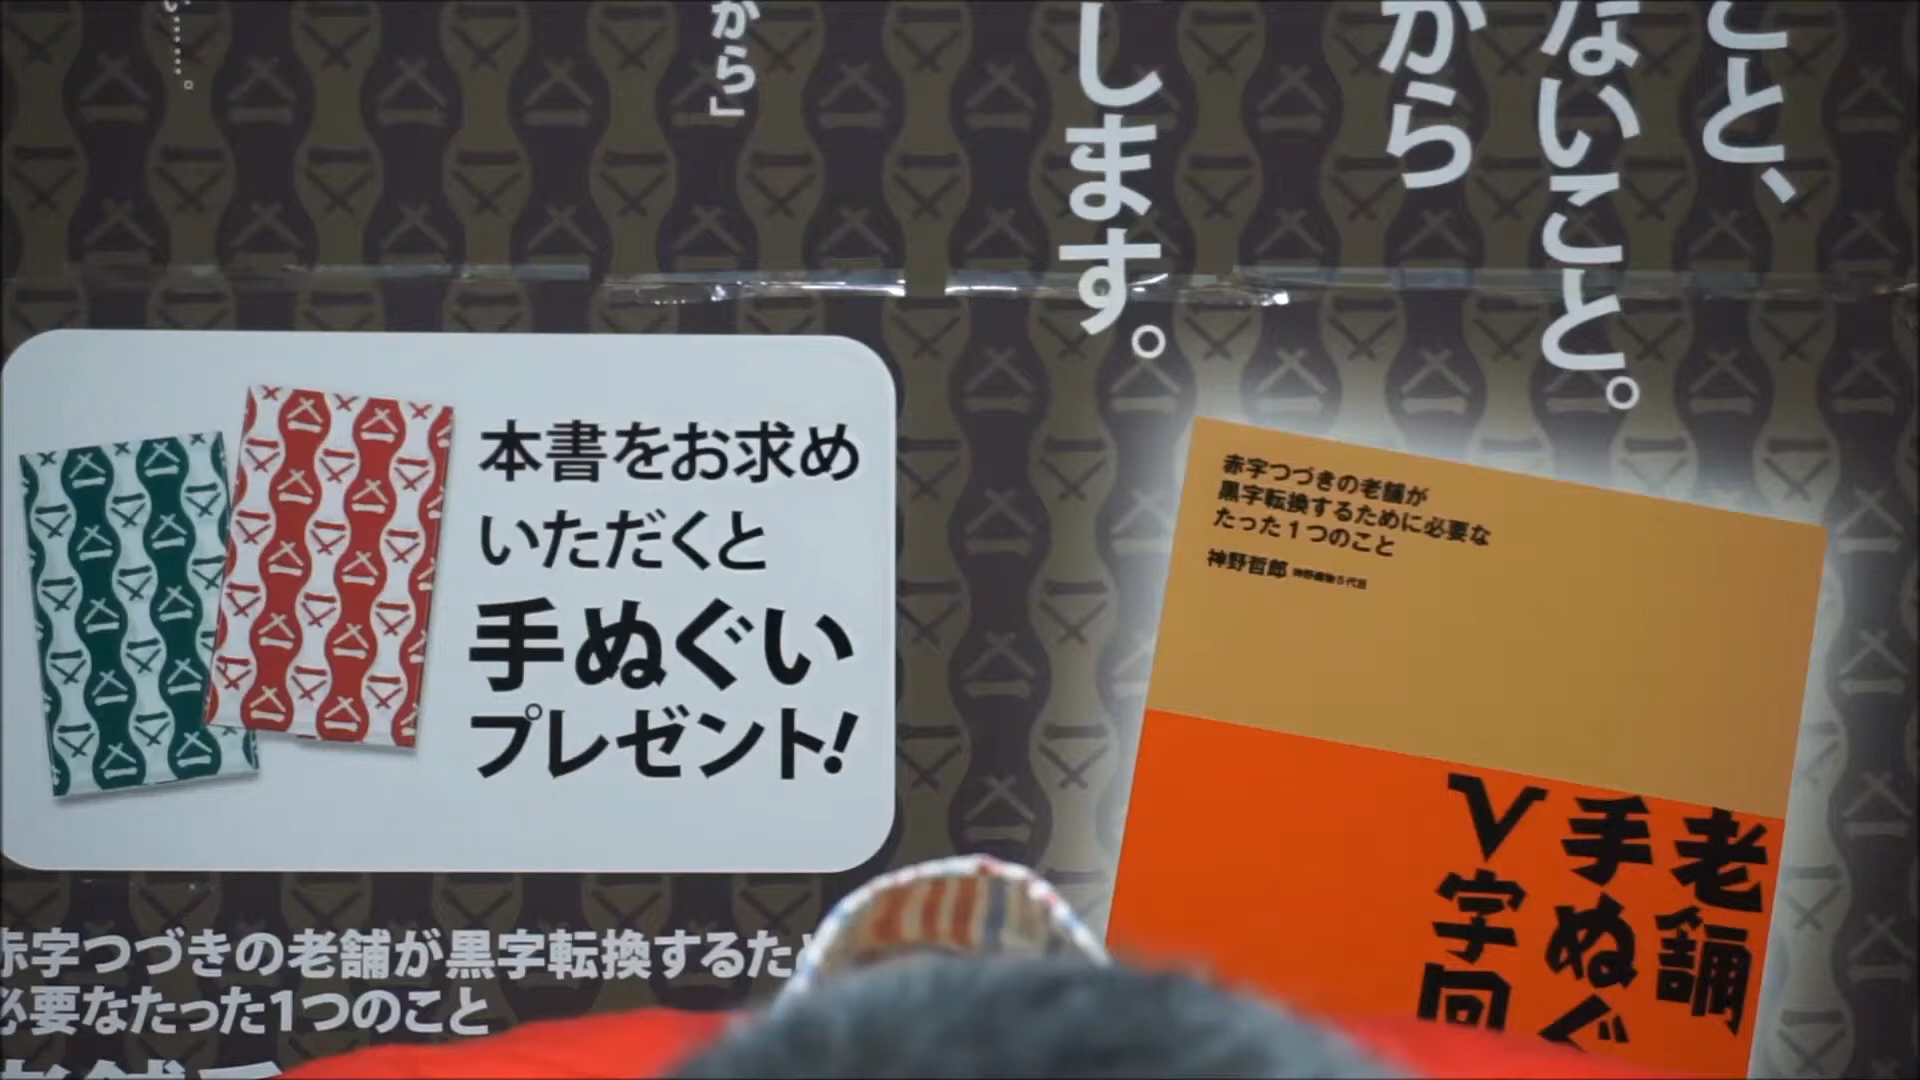 こと、
ないこと。
から
します。
から」
い……。
本書をお求め
いただくと
手ぬぐい
プレゼント!
赤字つづきの老舗が
黒字転換するために必要な
たった1つのこと
神野哲郎
老舗
手ぬぐ
V字回
赤字つづきの老舗が黒字転換するため
必要なたった1つのこと